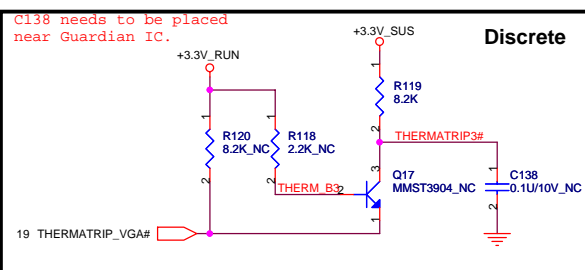 C138 needs to be placed
near Guardian IC.
Discrete
+3.3V_SUS
+3.3V_RUN
1
R119
8.2K
2
1
1
R120
8.2K_NC
R118
2.2K_NC
THERMATRIP3#
2
2
3
Q17
MMST3904_NC
THERM_B3
2
1
1
C138
0.1U/10V_NC
2
19 THERMATRIP_VGA#